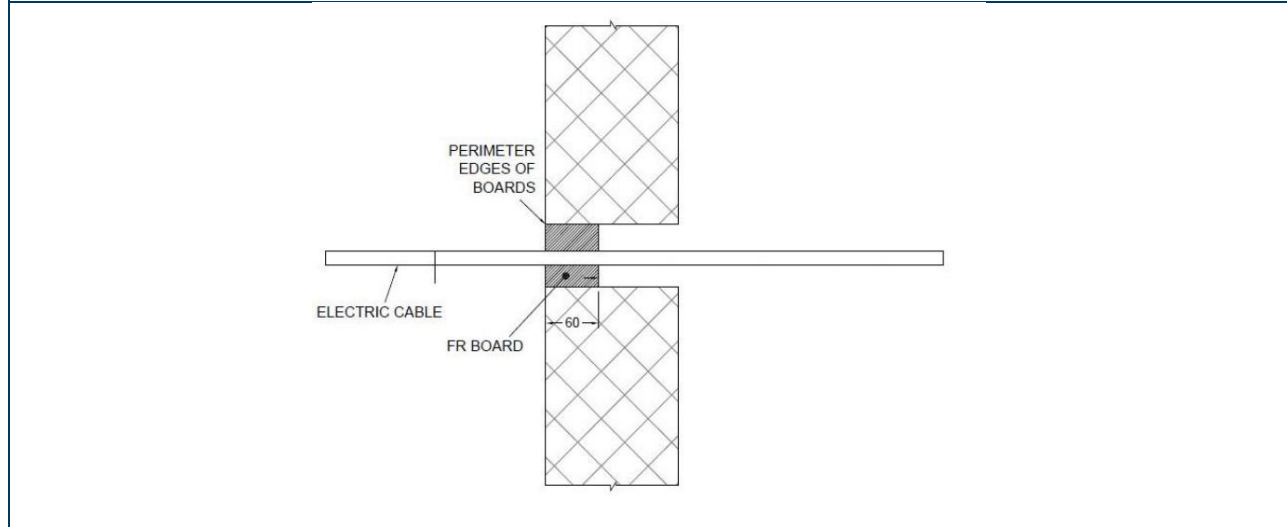 PERIMETER
EDGES OF
BOARDS
ELECTRIC CABLE
60
FR BOARD